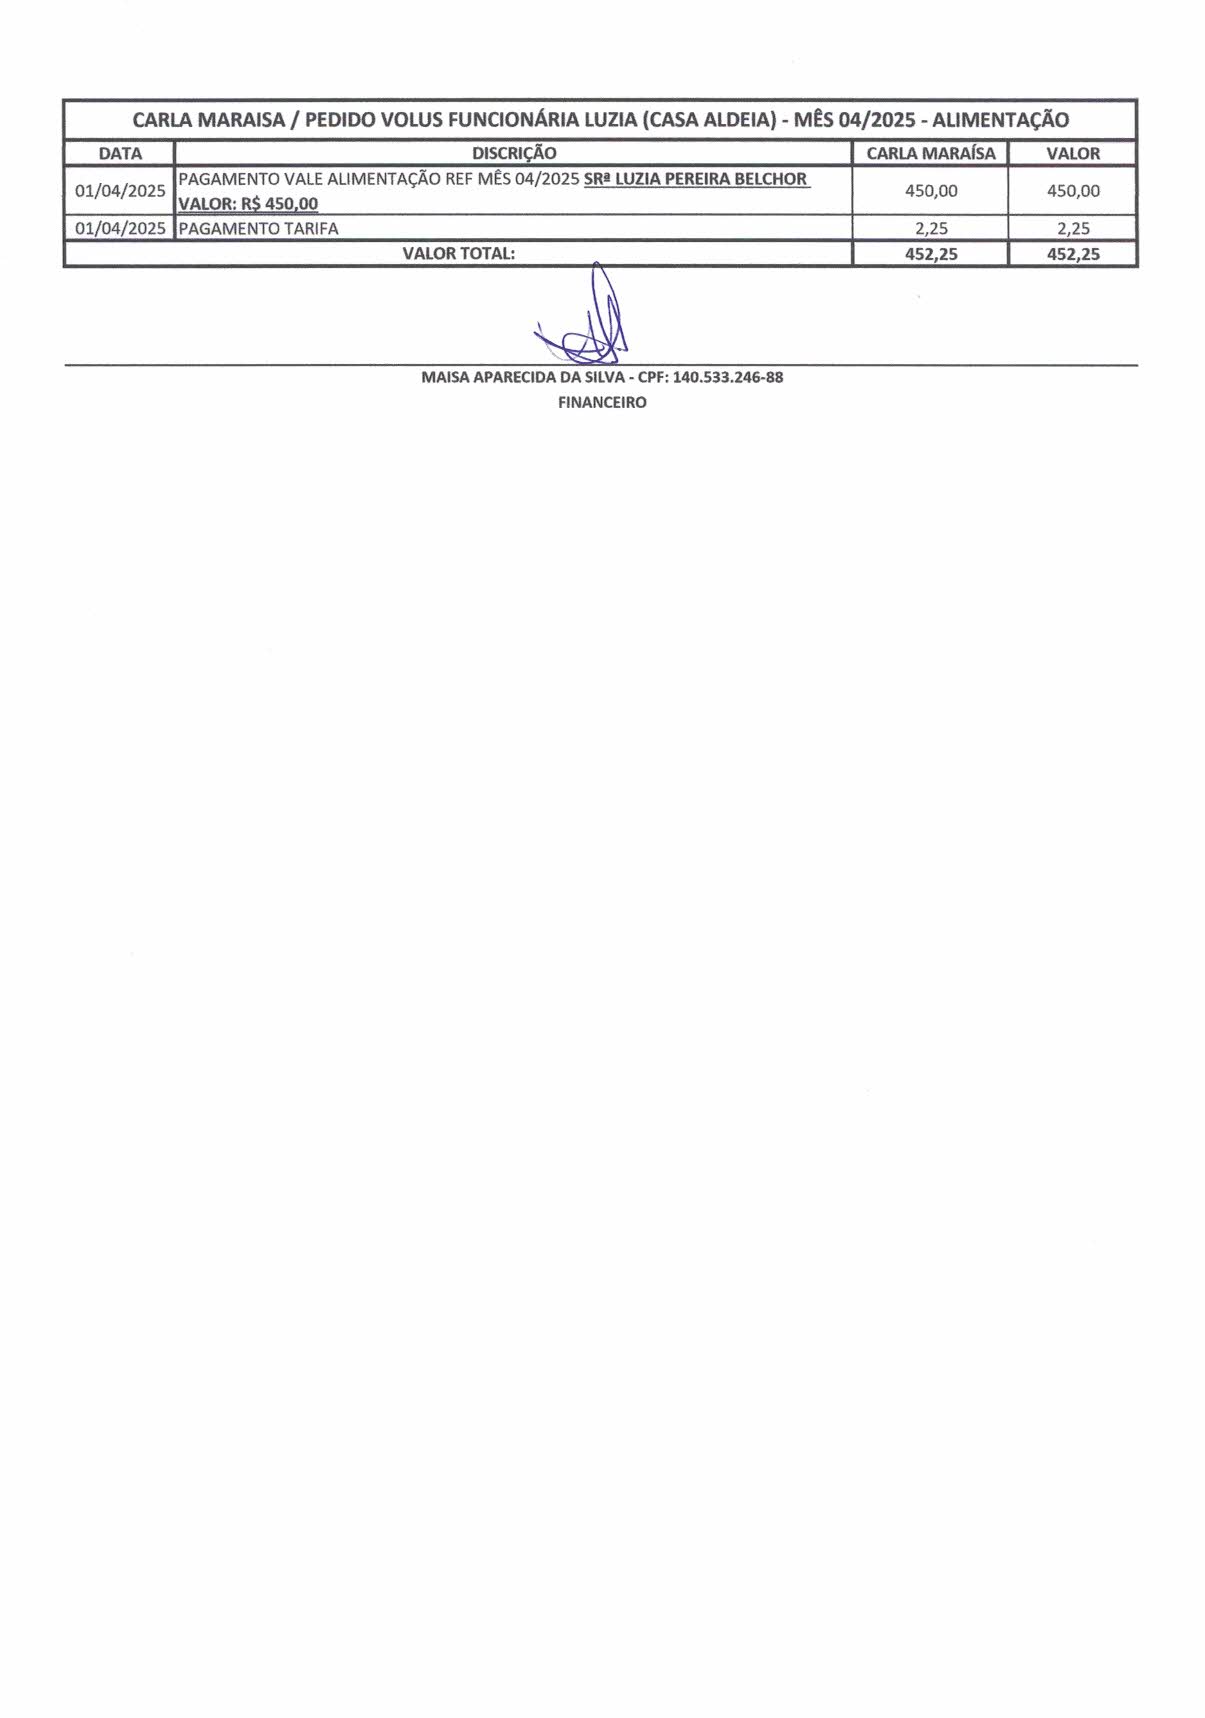 CARLA MARAISA / PEDIDO VOLUS FUNCIONÁRIA LUZIA (CASA ALDEIA) - MÊS 04/2025 - ALIMENTAÇÃO
DATA DISCRIÇÃO CARLA MARAÍSA VALOR
01/04/2025 PAGAMENTO VALE ALIMENTAÇÃO REF MÊS 04/2025 SRª LUZIA PEREIRA BELCHOR 450,00 450,00
VALOR: R$ 450,00
01/04/2025 PAGAMENTO TARIFA 2,25 2,25
VALOR TOTAL: 452,25 452,25
MAISA APARECIDA DA SILVA - CPF: 140.533.246-88
FINANCEIRO